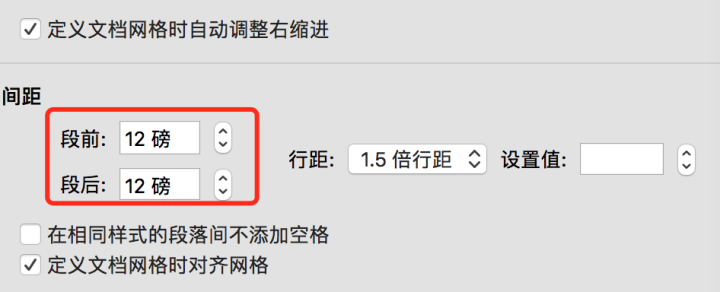 定义文档网格时自动调整右缩进
间距
段前: 12 磅
行距: 1.5 倍行距 设置值:
段后: 12 磅
在相同样式的段落间不添加空格
定义文档网格时对齐网格